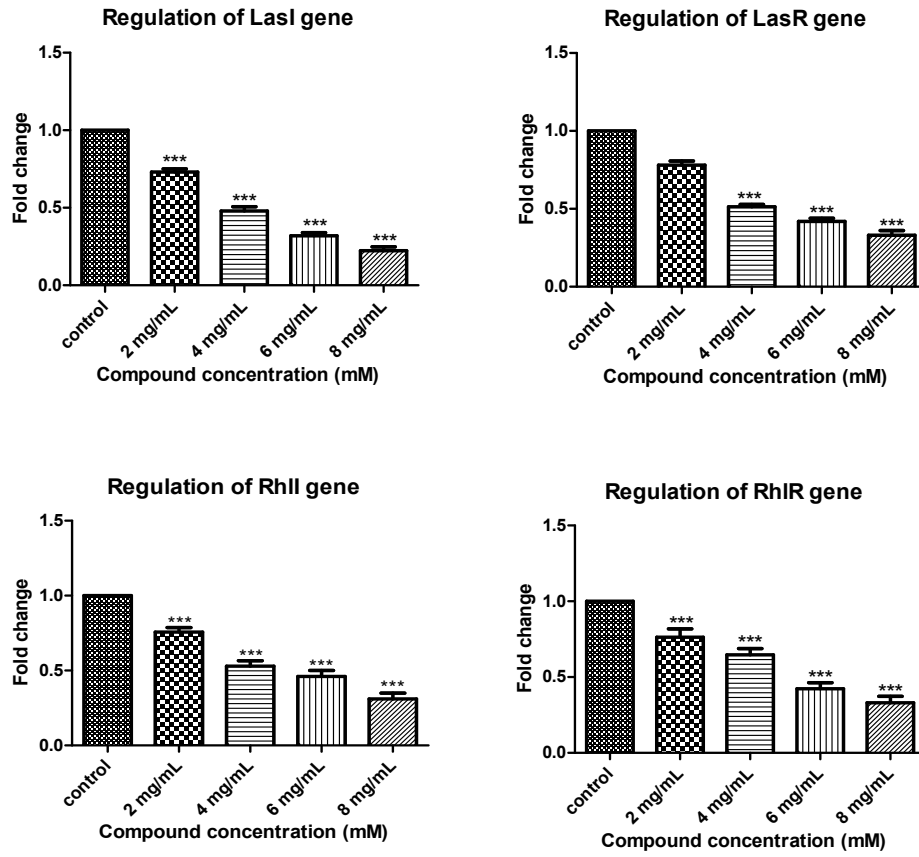 Regulation of LasI gene
1.5
1.0
0.5
0.0
Fold change
***
***
***
***
control
2 mg/mL
4 mg/mL
6 mg/mL
8 mg/mL
Compound concentration (mM)
Regulation of LasR gene
1.5
1.0
0.5
0.0
Fold change
***
***
***
control
2 mg/mL
4 mg/mL
6 mg/mL
8 mg/mL
Compound concentration (mM)
Regulation of RhlI gene
1.5
1.0
0.5
0.0
Fold change
***
***
***
***
control
2 mg/mL
4 mg/mL
6 mg/mL
8 mg/mL
Compound concentration (mM)
Regulation of RhlR gene
1.5
1.0
0.5
0.0
Fold change
***
***
***
***
control
2 mg/mL
4 mg/mL
6 mg/mL
8 mg/mL
Compound concentration (mM)